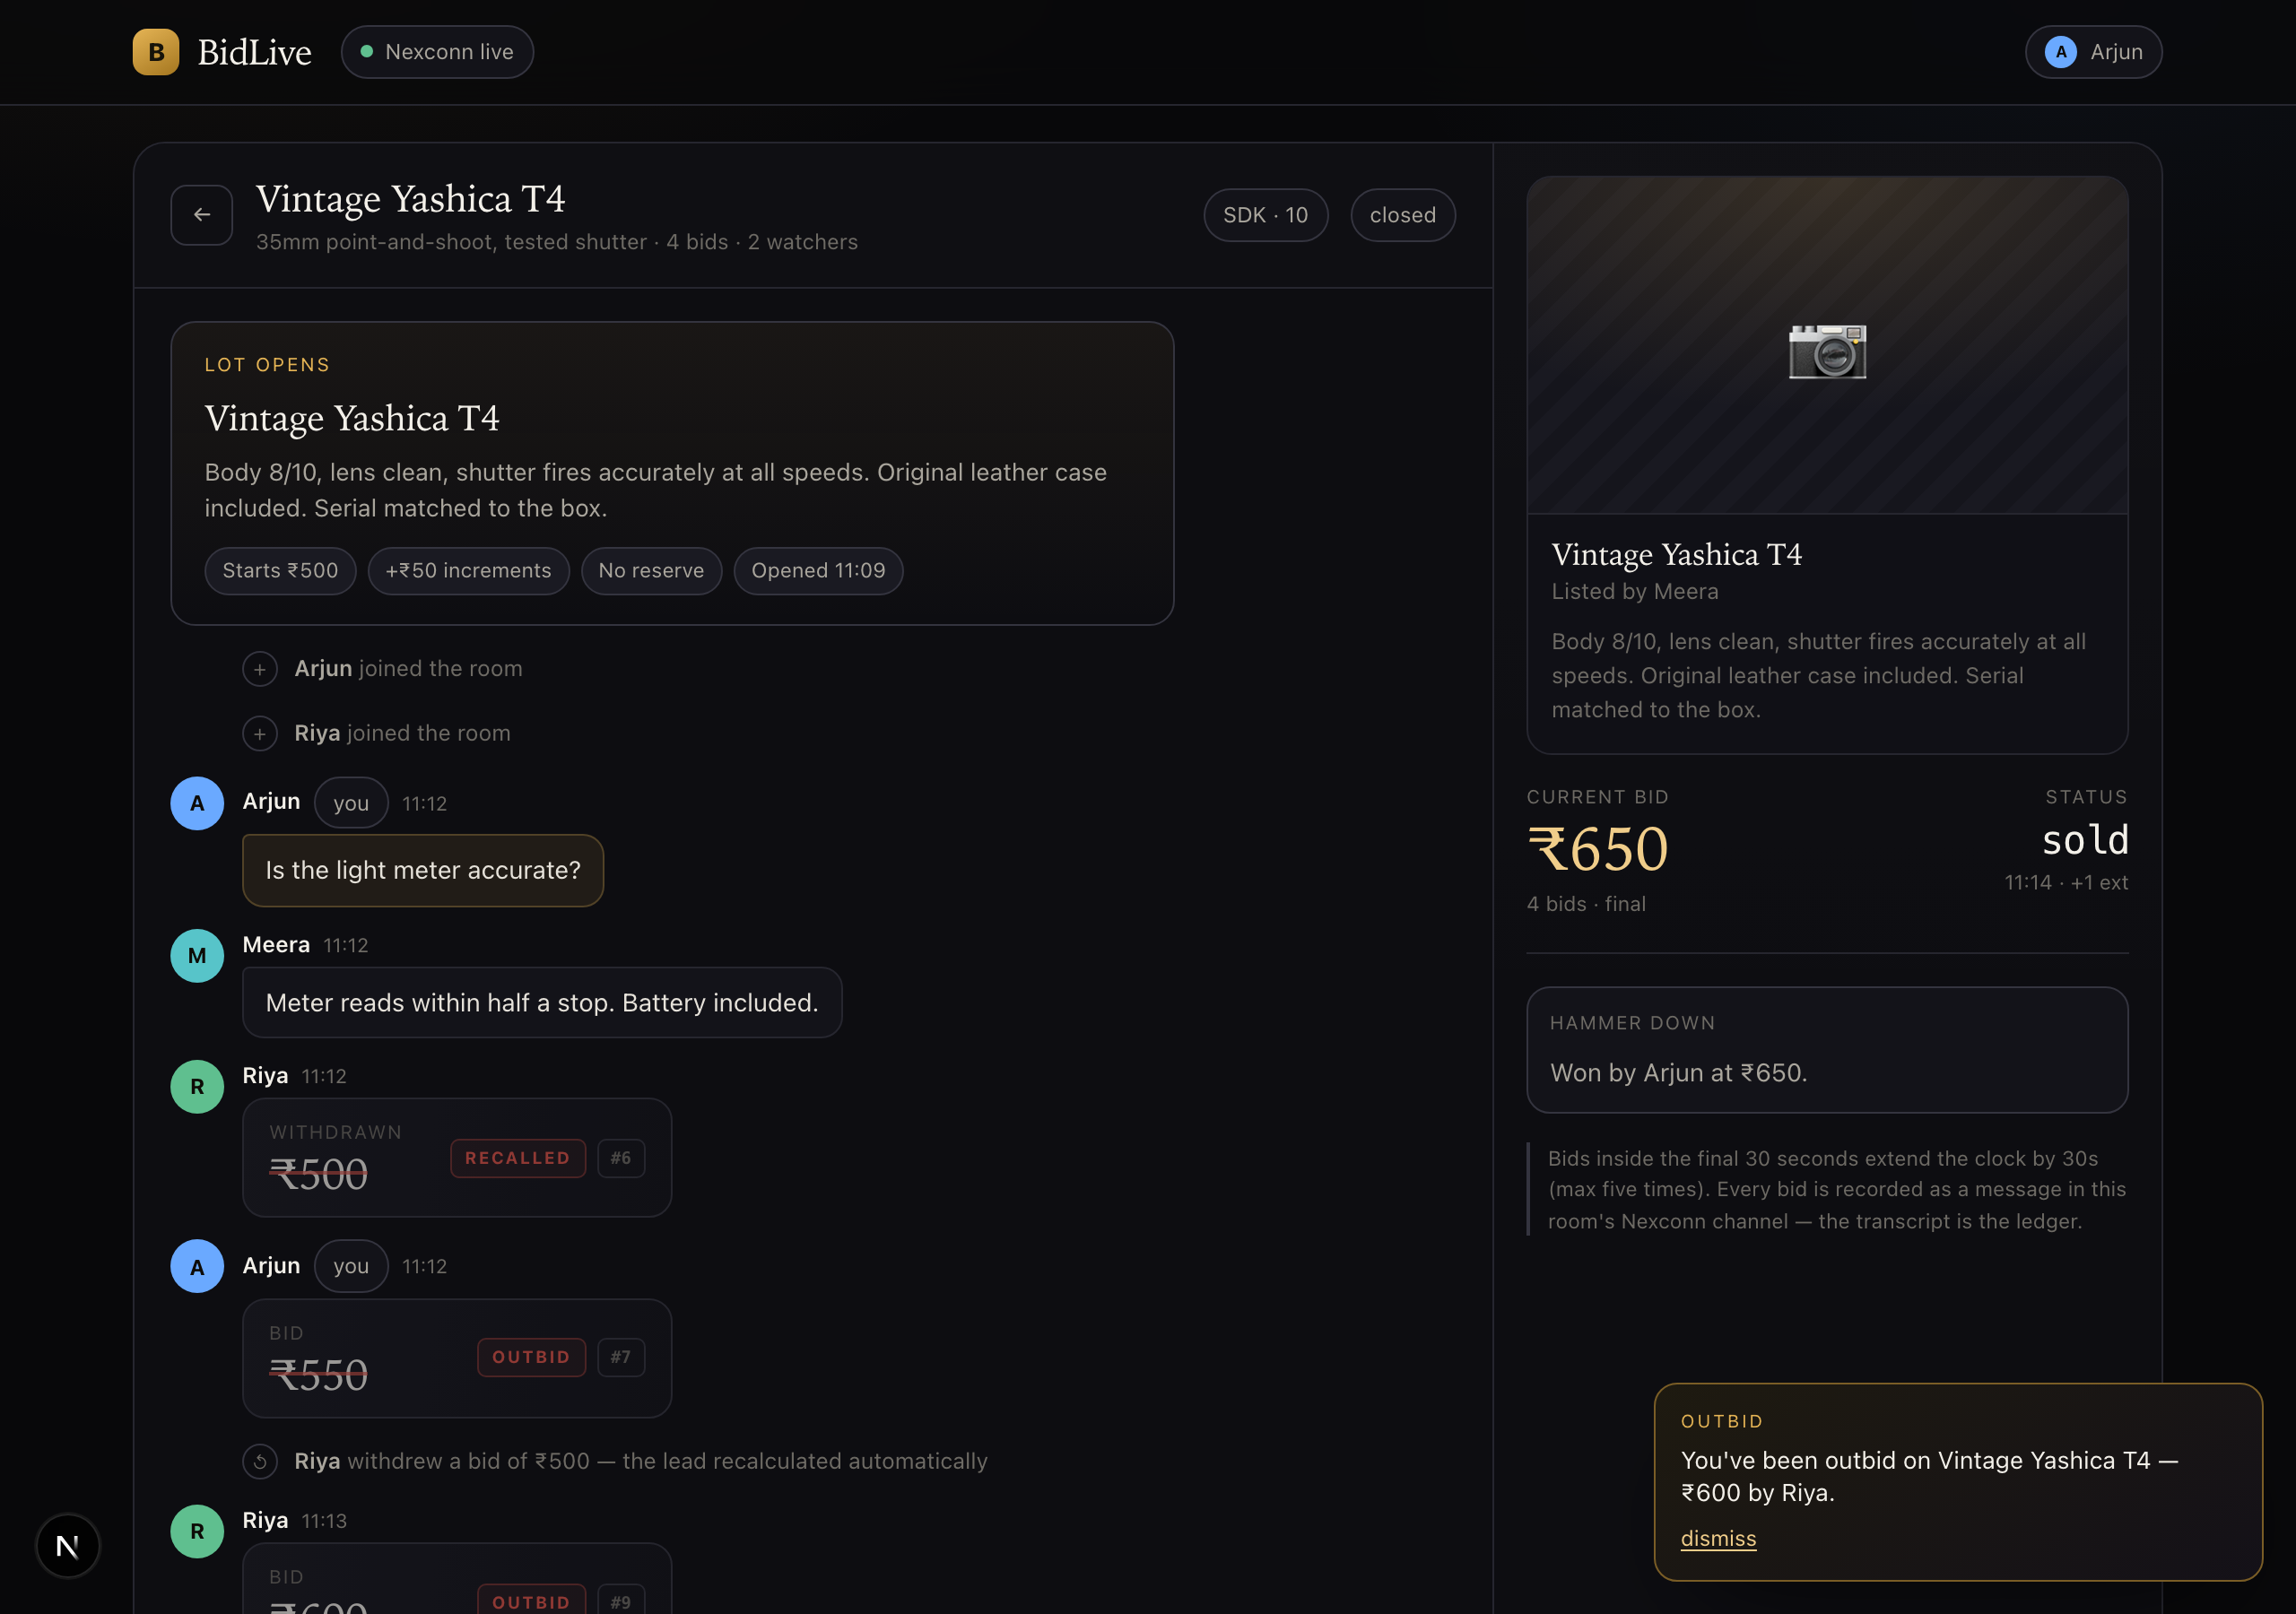 B BidLive Nexconn live
A Arjun
Vintage Yashica T4
35mm point-and-shoot, tested shutter · 4 bids · 2 watchers
SDK · 10 closed
LOT OPENS
Vintage Yashica T4
Body 8/10, lens clean, shutter fires accurately at all speeds. Original leather case
included. Serial matched to the box.
Starts ₹500 +₹50 increments No reserve Opened 11:09
+ Arjun joined the room
+ Riya joined the room
A Arjun you 11:12
Is the light meter accurate?
M Meera 11:12
Meter reads within half a stop. Battery included.
R Riya 11:12
WITHDRAWN
₹500 RECALLED #6
A Arjun you 11:12
BID
₹550 OUTBID #7
Riya withdrew a bid of ₹500 — the lead recalculated automatically
R Riya 11:13
BID
₹600 OUTBID #9
N
Vintage Yashica T4
Listed by Meera
Body 8/10, lens clean, shutter fires accurately at all
speeds. Original leather case included. Serial
matched to the box.
CURRENT BID
₹650
4 bids · final
STATUS
sold
11:14 · +1 ext
HAMMER DOWN
Won by Arjun at ₹650.
Bids inside the final 30 seconds extend the clock by 30s
(max five times). Every bid is recorded as a message in this
room's Nexconn channel — the transcript is the ledger.
OUTBID
You've been outbid on Vintage Yashica T4 —
₹600 by Riya.
dismiss